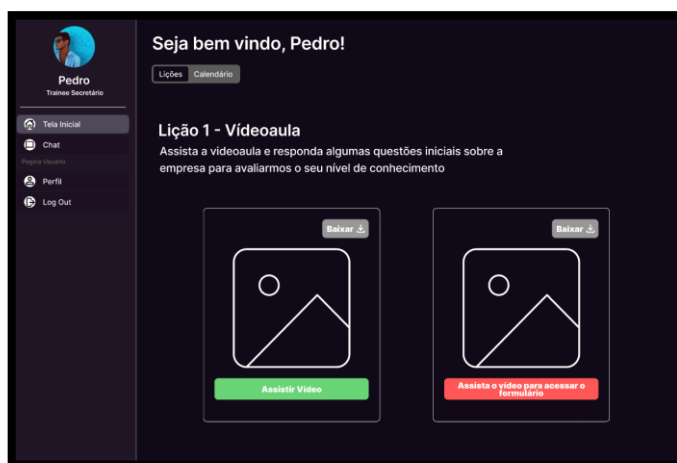 Pedro
Trainee Secretário
Tela Inicial
Chat
Pagina Usuário
Perfil
Log Out
Seja bem vindo, Pedro!
Lições Calendário
Lição 1 - Vídeoaula
Assista a videoaula e responda algumas questões iniciais sobre a
empresa para avaliarmos o seu nível de conhecimento
Baixar
Assistir Vídeo
Baixar
Assista o vídeo para acessar o
formulário